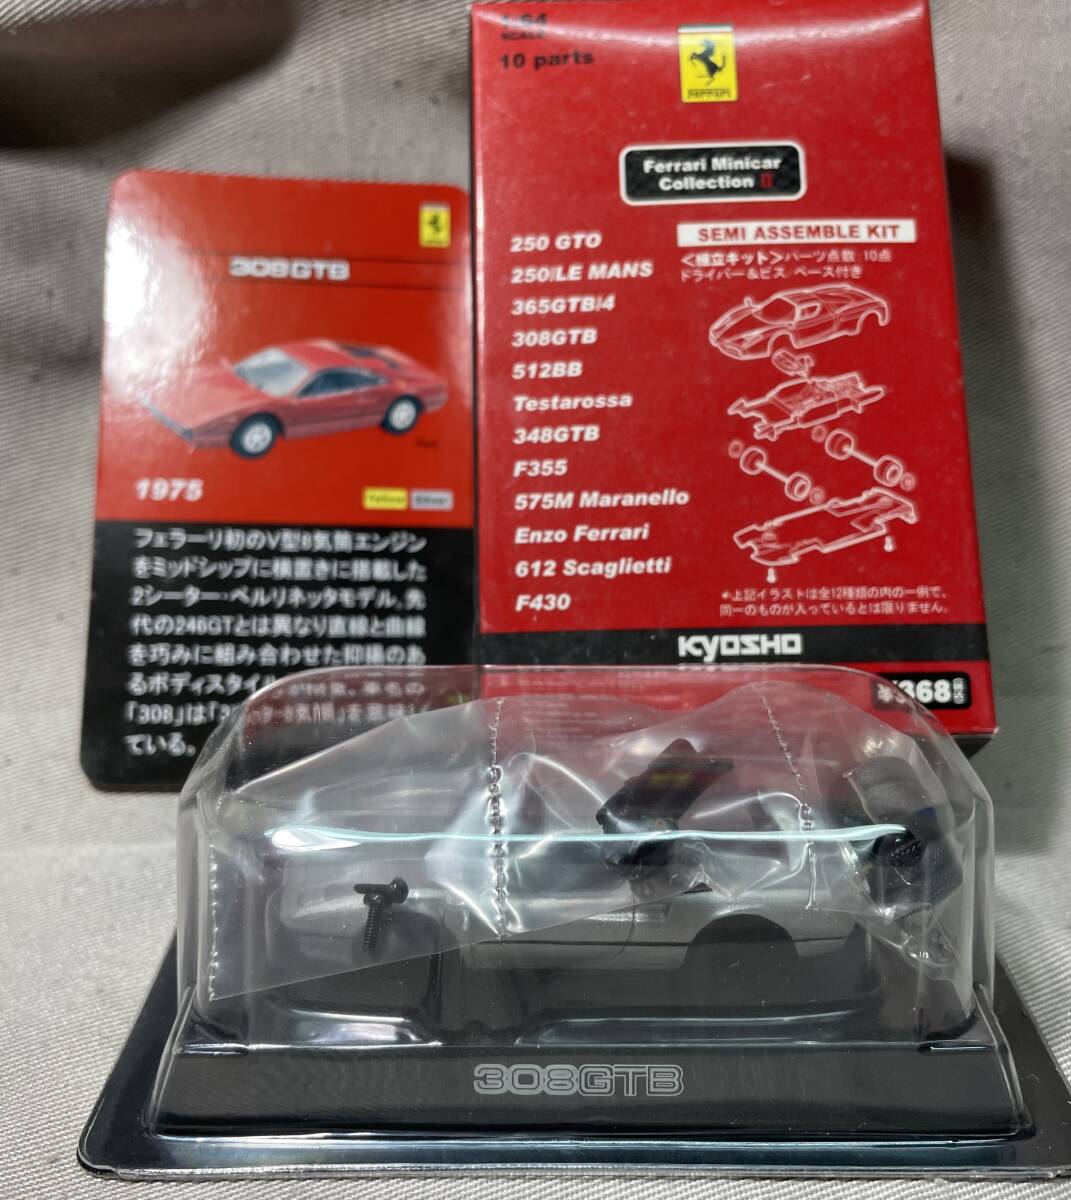 1:64
SCALE
10 parts
Ferrari
Ferrari Minicar
Collection II
SEMI ASSEMBLE KIT
<組立キット>パーツ点数 10点
ドライバー&ビス ベース付き
250 GTO
250/LE MANS
365GTB/4
308GTB
512BB
Testarossa
348GTB
F355
575M Maranello
Enzo Ferrari
612 Scaglietti
F430
*上記イラストは全12種類の内の一例で、
同一のものが入っているとは限りません。
KYOSHO
¥368
308GTB
Red
1975
Yellow Silver
フェラーリ初のV型8気筒エンジン
をミッドシップに横置きに搭載した
2シーター・ベルリネッタモデル。先
代の246GTとは異なり直線と曲線
を巧みに組み合わせた抑揚のあ
るボディスタイル 車名の
「308」は
ている。
308GTB